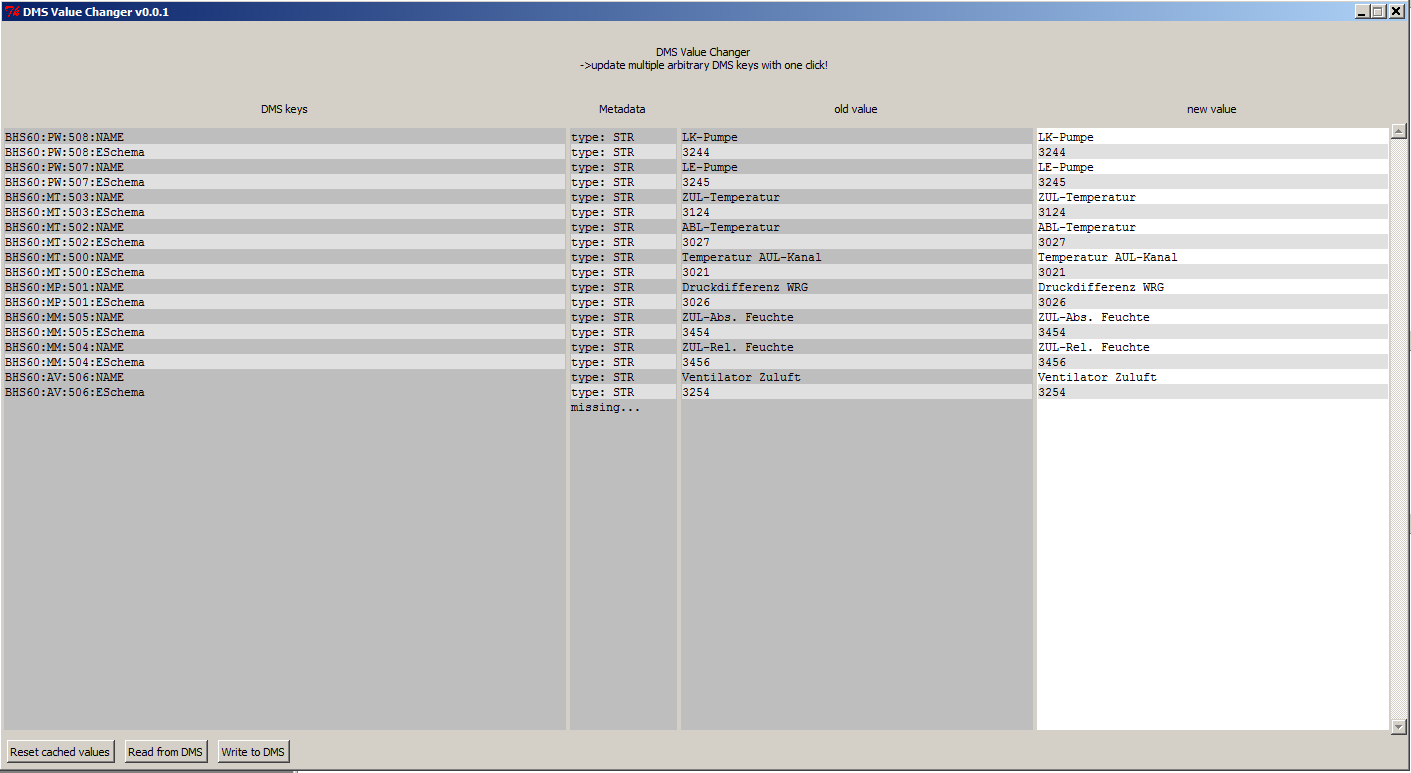 DMS Value Changer v0.0.1
DMS Value Changer
->update multiple arbitrary DMS keys with one click!
DMS keys Metadata old value new value
BHS60:PW:508:NAME type: STR LK-Pumpe LK-Pumpe
BHS60:PW:508:ESchema type: STR 3244 3244
BHS60:PW:507:NAME type: STR LE-Pumpe LE-Pumpe
BHS60:PW:507:ESchema type: STR 3245 3245
BHS60:MT:503:NAME type: STR ZUL-Temperatur ZUL-Temperatur
BHS60:MT:503:ESchema type: STR 3124 3124
BHS60:MT:502:NAME type: STR ABL-Temperatur ABL-Temperatur
BHS60:MT:502:ESchema type: STR 3027 3027
BHS60:MT:500:NAME type: STR Temperatur AUL-Kanal Temperatur AUL-Kanal
BHS60:MT:500:ESchema type: STR 3021 3021
BHS60:MP:501:NAME type: STR Druckdifferenz WRG Druckdifferenz WRG
BHS60:MP:501:ESchema type: STR 3026 3026
BHS60:MM:505:NAME type: STR ZUL-Abs. Feuchte ZUL-Abs. Feuchte
BHS60:MM:505:ESchema type: STR 3454 3454
BHS60:MM:504:NAME type: STR ZUL-Rel. Feuchte ZUL-Rel. Feuchte
BHS60:MM:504:ESchema type: STR 3456 3456
BHS60:AV:506:NAME type: STR Ventilator Zuluft Ventilator Zuluft
BHS60:AV:506:ESchema type: STR 3254 3254
missing...
Reset cached values Read from DMS Write to DMS